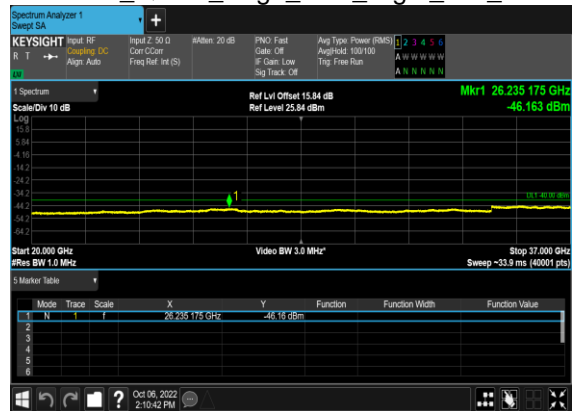 Spectrum Analyzer 1
Swept SA
+
KEYSIGHT Input: RF Input Z: 50 Ω #Atten: 20 dB PNO: Fast Avg Type: Power (RMS) 1 2 3 4 5 6
R T Coupling: DC Corr CCorr Gate: Off Avg|Hold: 100/100 A W W W W W
Align: Auto Freq Ref: Int (S) IF Gain: Low Trig: Free Run
LW Sig Track: Off A N N N N N
1 Spectrum Ref Lvl Offset 15.84 dB Mkr1 26.235 175 GHz
Scale/Div 10 dB Ref Level 25.84 dBm -46.163 dBm
Log
15.8
5.84
-4.16
-14.2
-24.2
-34.2 1 DL1 -40.00 dBm
-44.2
-54.2
-64.2
Start 20.000 GHz Video BW 3.0 MHz* Stop 37.000 GHz
#Res BW 1.0 MHz Sweep ~33.9 ms (40001 pts)
5 Marker Table
Mode Trace Scale X Y Function Function Width Function Value
1 N 1 f 26.235 175 GHz -46.16 dBm
2
3
4
5
6
? Oct 06, 2022
2:10:42 PM